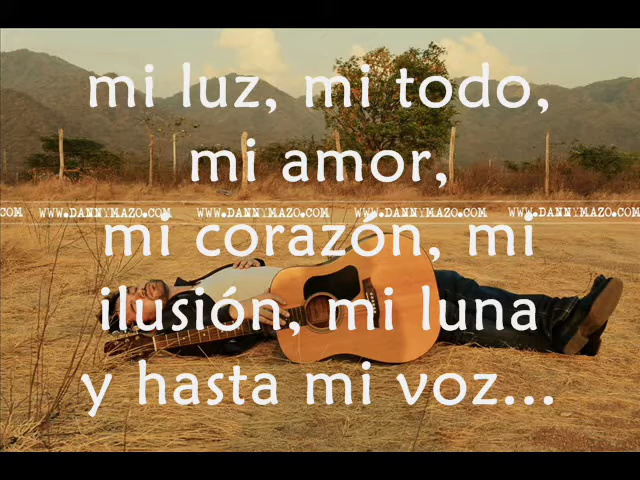 mi luz, mi todo,
mi amor,
COM WWW.DANNYMAZO.COM WWW.DANNYMAZO.COM WWW.DANNYMAZO.COM WWW.DANNYMAZO.COM
mi corazón, mi
ilusión, mi luna
y hasta mi voz...